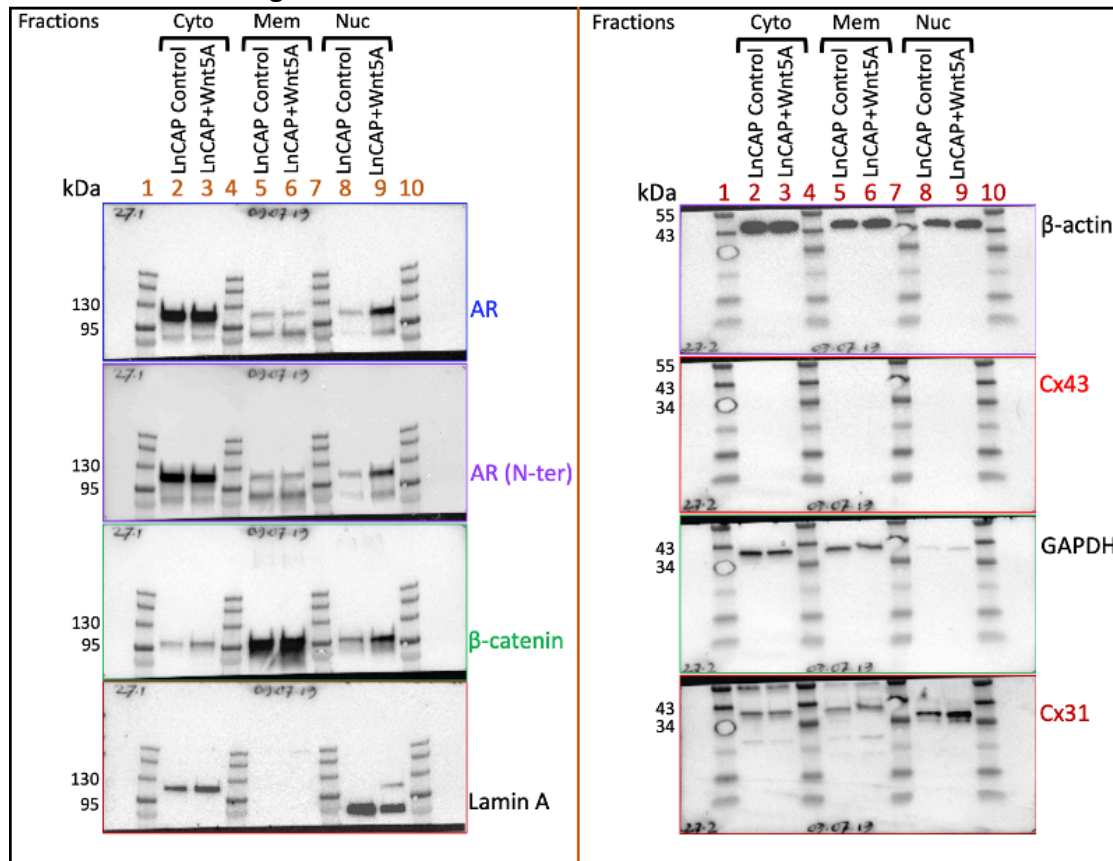 Fractions Cyto Mem Nuc
LnCAP Control
LnCAP+Wnt5A
LnCAP Control
LnCAP+Wnt5A
LnCAP Control
LnCAP+Wnt5A
kDa 1 2 3 4 5 6 7 8 9 10
27.1 09.07.19
130
95
AR
27.1 09.07.19
130
95
AR (N-ter)
27.1 09.07.19
130
95
β-catenin
27.1 09.07.19
130
95
Lamin A
Fractions Cyto Mem Nuc
LnCAP Control
LnCAP+Wnt5A
LnCAP Control
LnCAP+Wnt5A
LnCAP Control
LnCAP+Wnt5A
kDa 1 2 3 4 5 6 7 8 9 10
55
43
β-actin
27.2 09.07.19
55
43
34
Cx43
27.2 09.07.19
43
34
GAPDH
27.2 09.07.19
43
34
Cx31
27.2 09.07.19